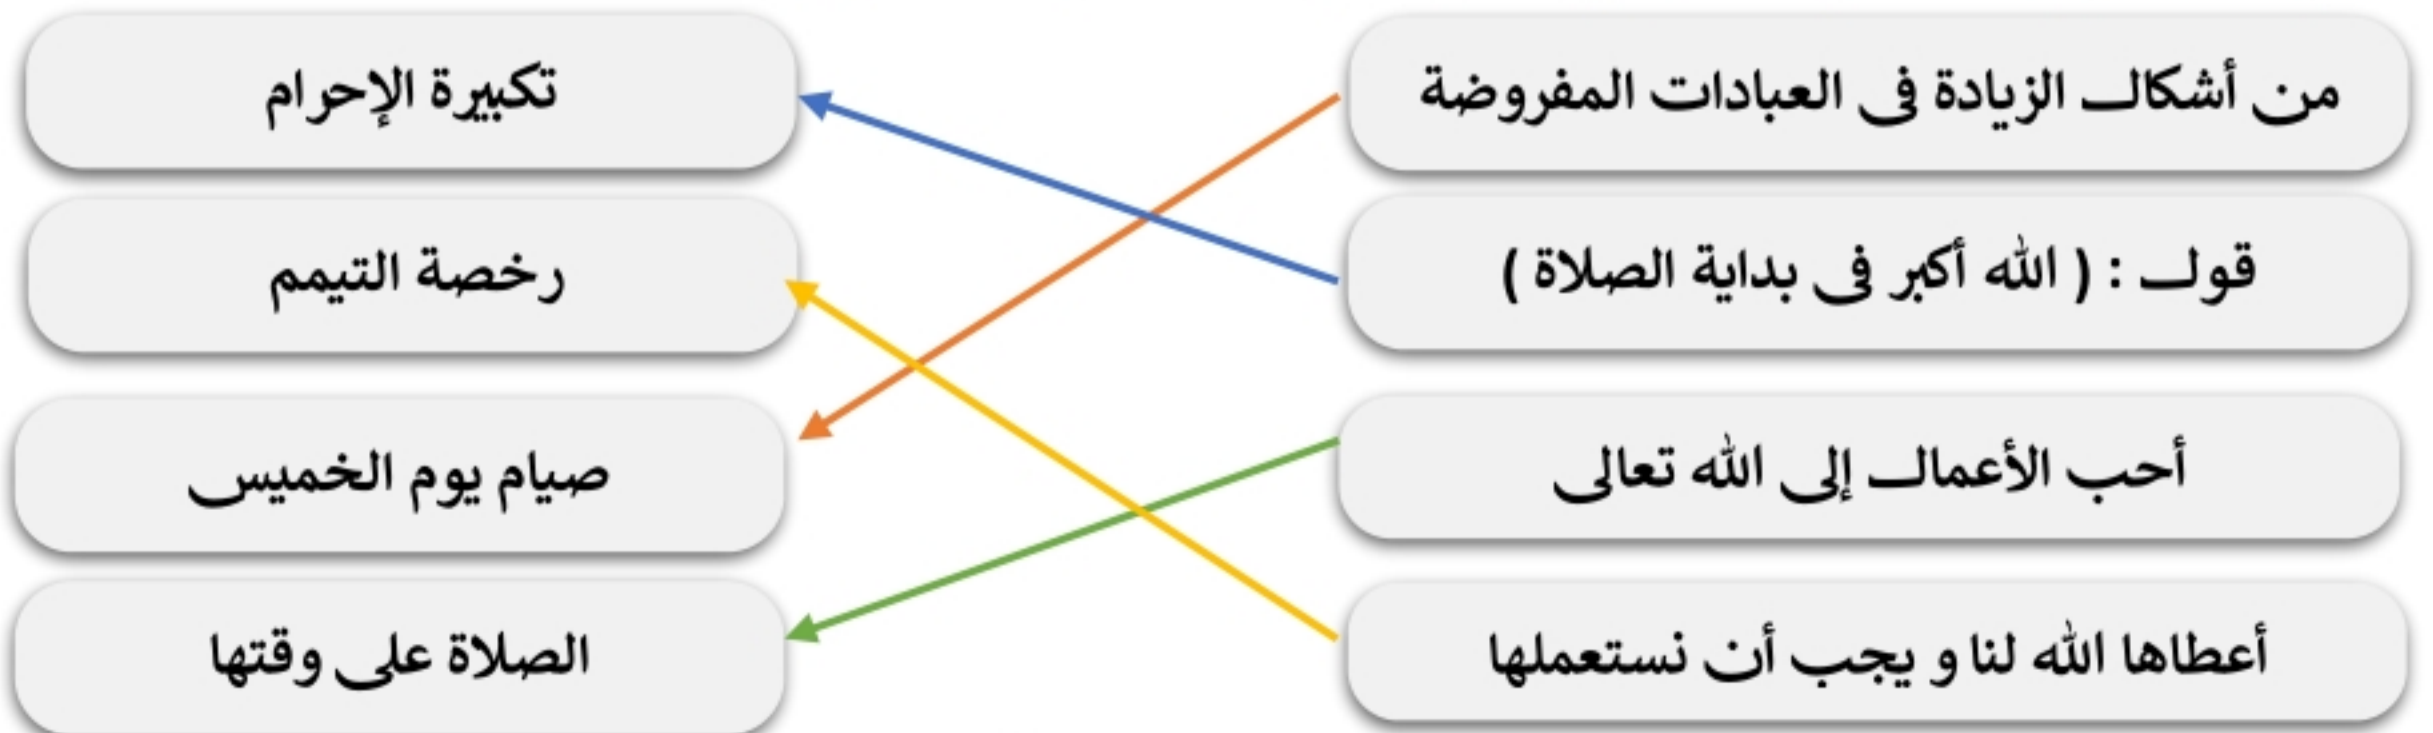 من أشكال الزيادة فى العبادات المفروضة
تكبيرة الإحرام
قول : ( الله أكبر فى بداية الصلاة )
رخصة التيمم
أحب الأعمال إلى الله تعالى
صيام يوم الخميس
أعطاها الله لنا و يجب أن نستعملها
الصلاة على وقتها